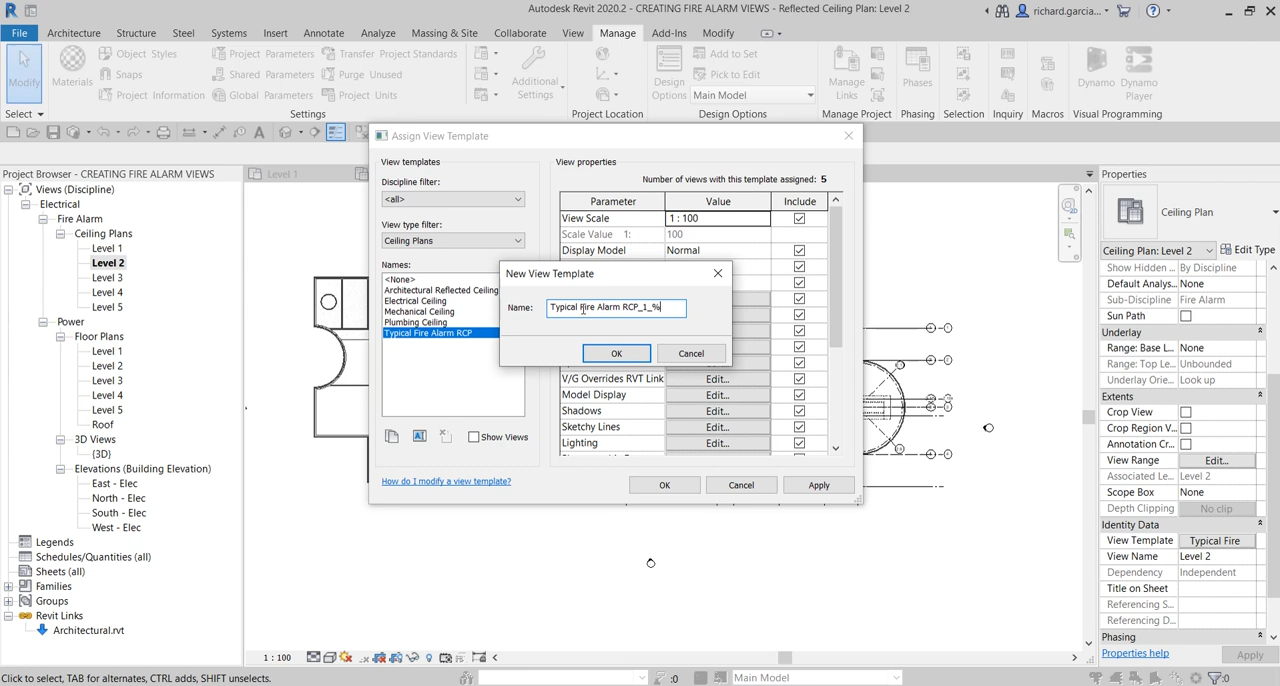 Autodesk Revit 2020.2 - CREATING FIRE ALARM VIEWS - Reflected Ceiling Plan: Level 2
richard.garcia...
File Architecture Structure Steel Systems Insert Annotate Analyze Massing & Site Collaborate View Manage Add-Ins Modify
Modify
Materials
Object Styles
Snaps
Project Information
Project Parameters
Shared Parameters
Global Parameters
Transfer Project Standards
Purge Unused
Project Units
Additional Settings
Design Options
Add to Set
Pick to Edit
Main Model
Manage Links
Phases
Dynamo
Dynamo Player
Select
Settings
Project Location
Design Options
Manage Project
Phasing
Selection
Inquiry
Macros
Visual Programming
Project Browser - CREATING FIRE ALARM VIEWS
Views (Discipline)
Electrical
Fire Alarm
Ceiling Plans
Level 1
Level 2
Level 3
Level 4
Level 5
Power
Floor Plans
Level 1
Level 2
Level 3
Level 4
Level 5
Roof
3D Views
{3D}
Elevations (Building Elevation)
East - Elec
North - Elec
South - Elec
West - Elec
Legends
Schedules/Quantities (all)
Sheets (all)
Families
Groups
Revit Links
Architectural.rvt
Level 1
Assign View Template
View templates
Discipline filter:
<all>
View type filter:
Ceiling Plans
Names:
<None>
Architectural Reflected Ceiling
Electrical Ceiling
Mechanical Ceiling
Plumbing Ceiling
Typical Fire Alarm RCP
Show Views
How do I modify a view template?
View properties
Number of views with this template assigned: 5
Parameter Value Include
View Scale 1 : 100
Scale Value 1: 100
Display Model Normal
V/G Overrides RVT Link Edit...
Model Display Edit...
Shadows Edit...
Sketchy Lines Edit...
Lighting Edit...
OK Cancel Apply
New View Template
Name: Typical Fire Alarm RCP_1_%
OK Cancel
Properties
Ceiling Plan
Ceiling Plan: Level 2 Edit Type
Show Hidden ... By Discipline
Default Analys... None
Sub-Discipline Fire Alarm
Sun Path
Underlay
Range: Base L... None
Range: Top Le... Unbounded
Underlay Orie... Look up
Extents
Crop View
Crop Region V...
Annotation Cr...
View Range Edit...
Associated Le... Level 2
Scope Box None
Depth Clipping No clip
Identity Data
View Template Typical Fire
View Name Level 2
Dependency Independent
Title on Sheet
Referencing S...
Referencing D...
Phasing
Properties help Apply
1 : 100
Click to select, TAB for alternates, CTRL adds, SHIFT unselects.
:0
Main Model
:0